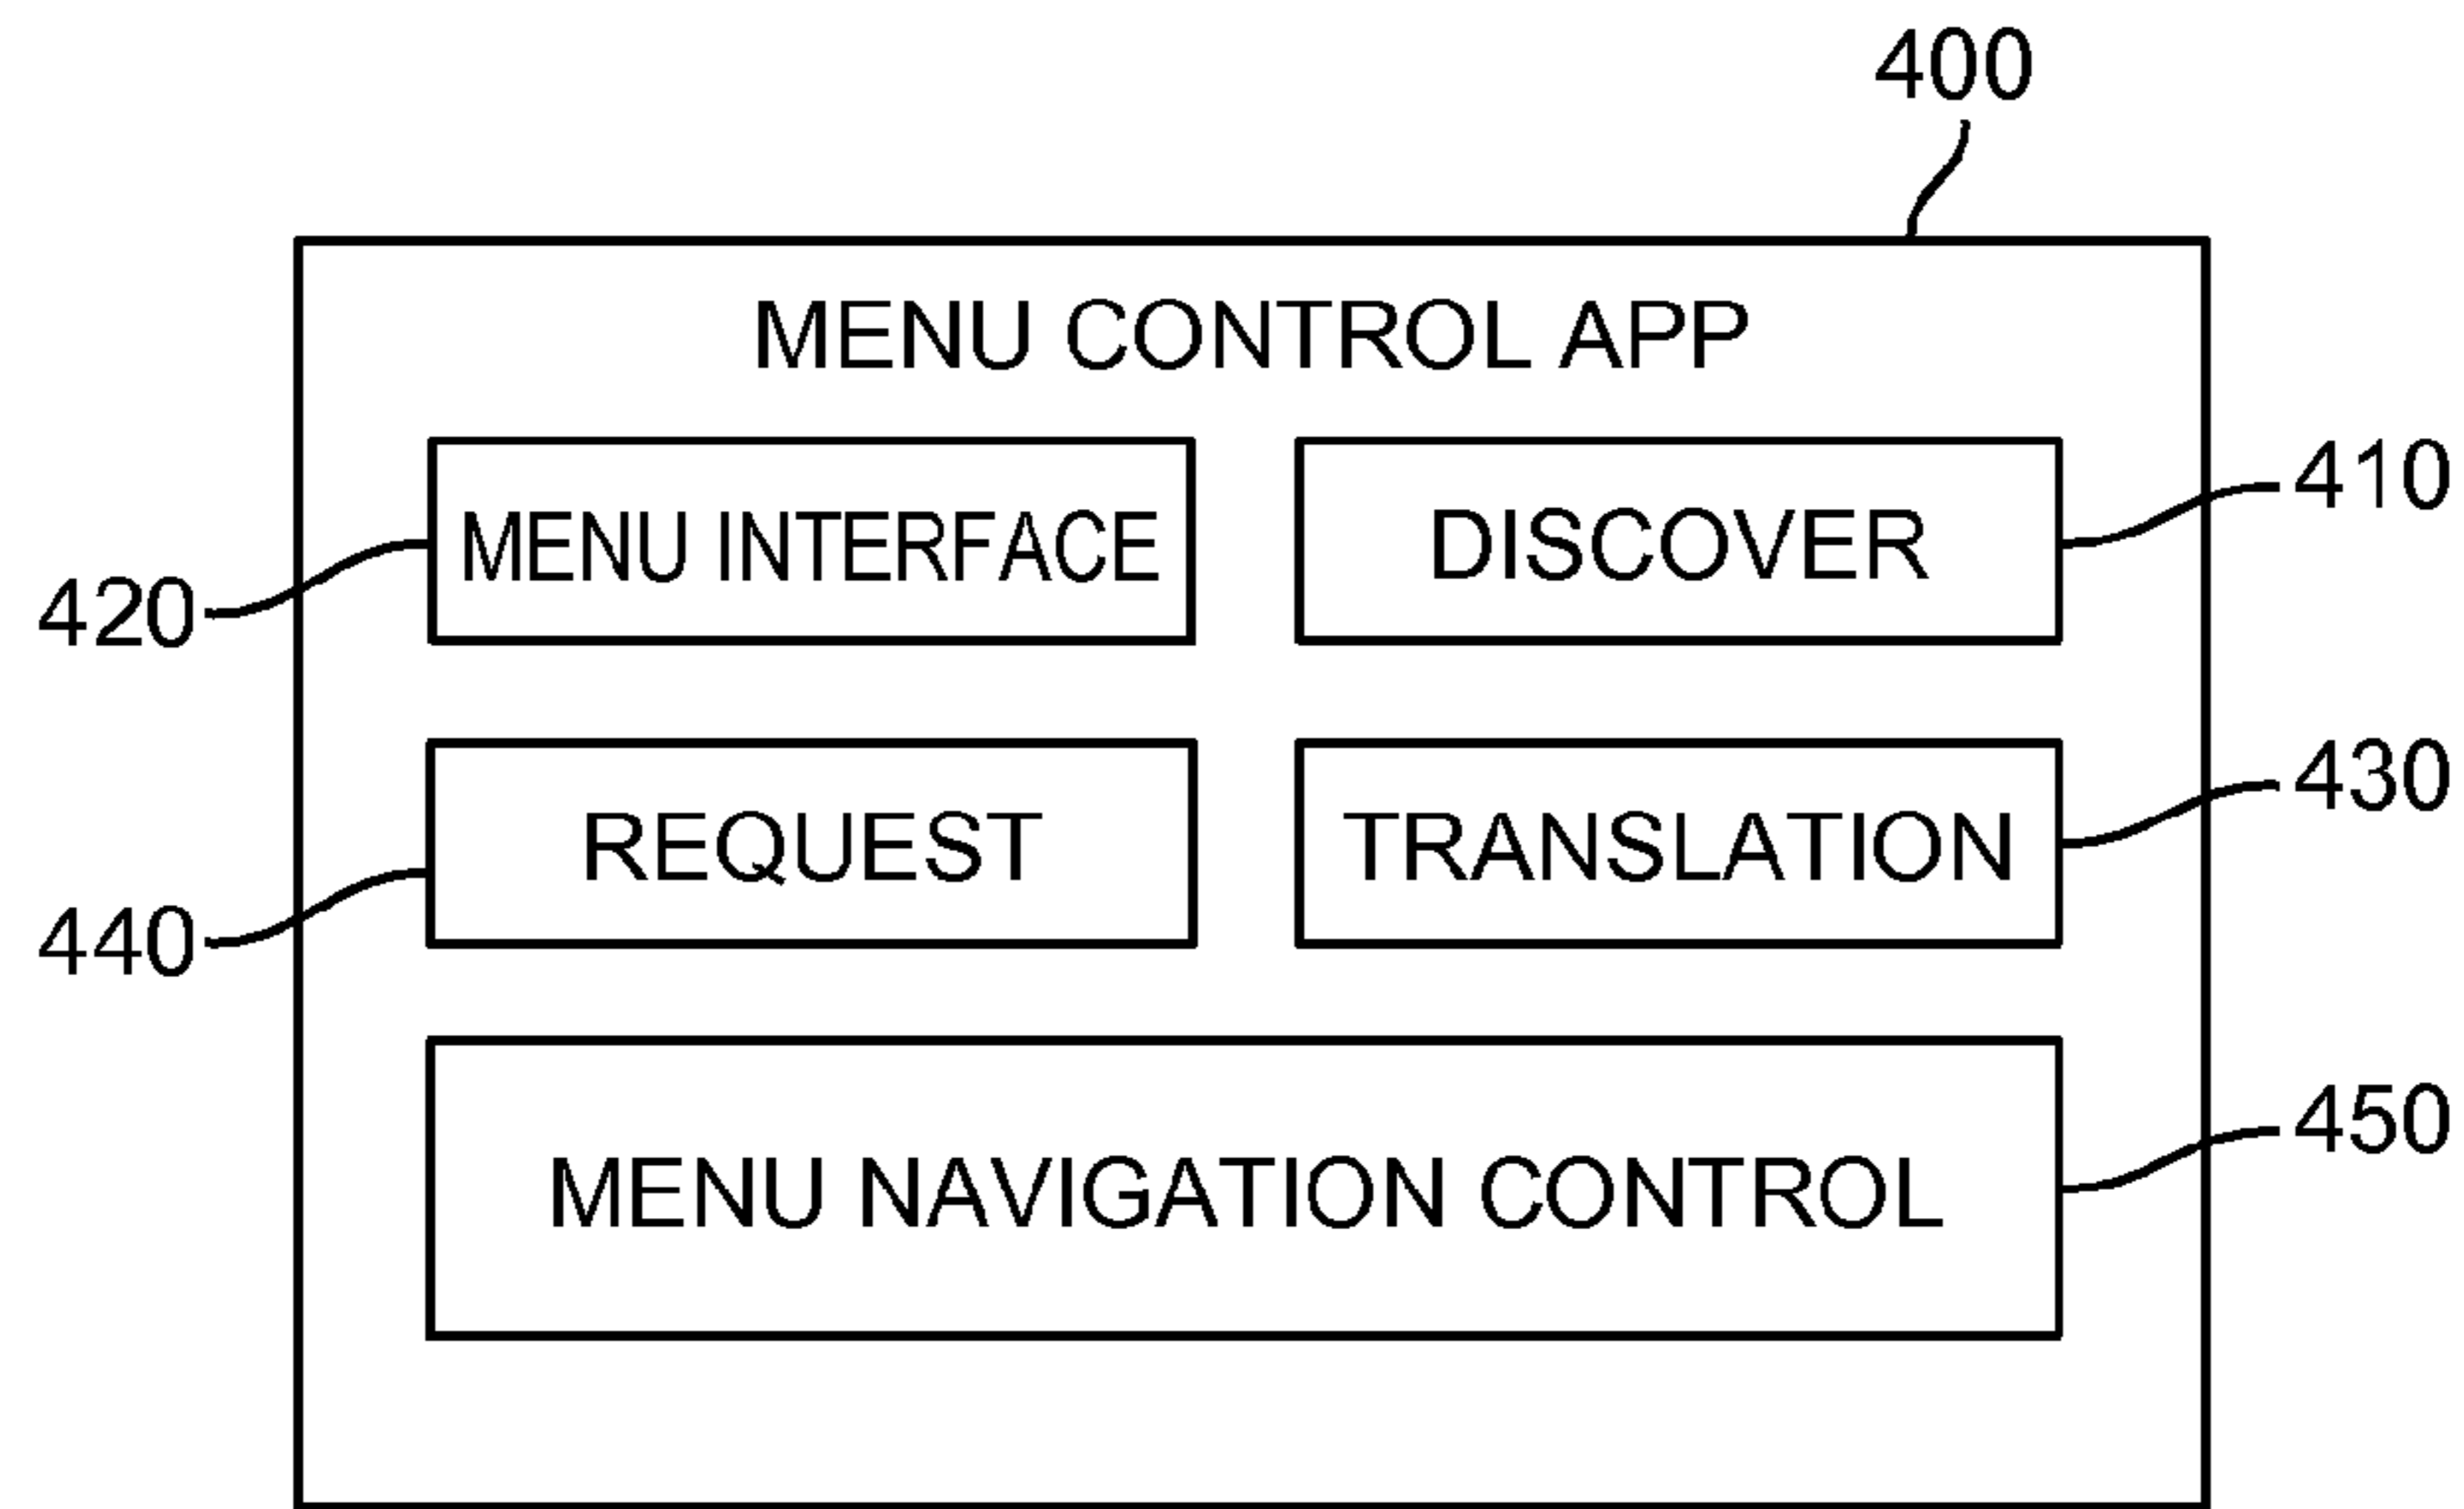 400
MENU CONTROL APP
MENU INTERFACE
DISCOVER
410
420
REQUEST
TRANSLATION
430
440
MENU NAVIGATION CONTROL
450